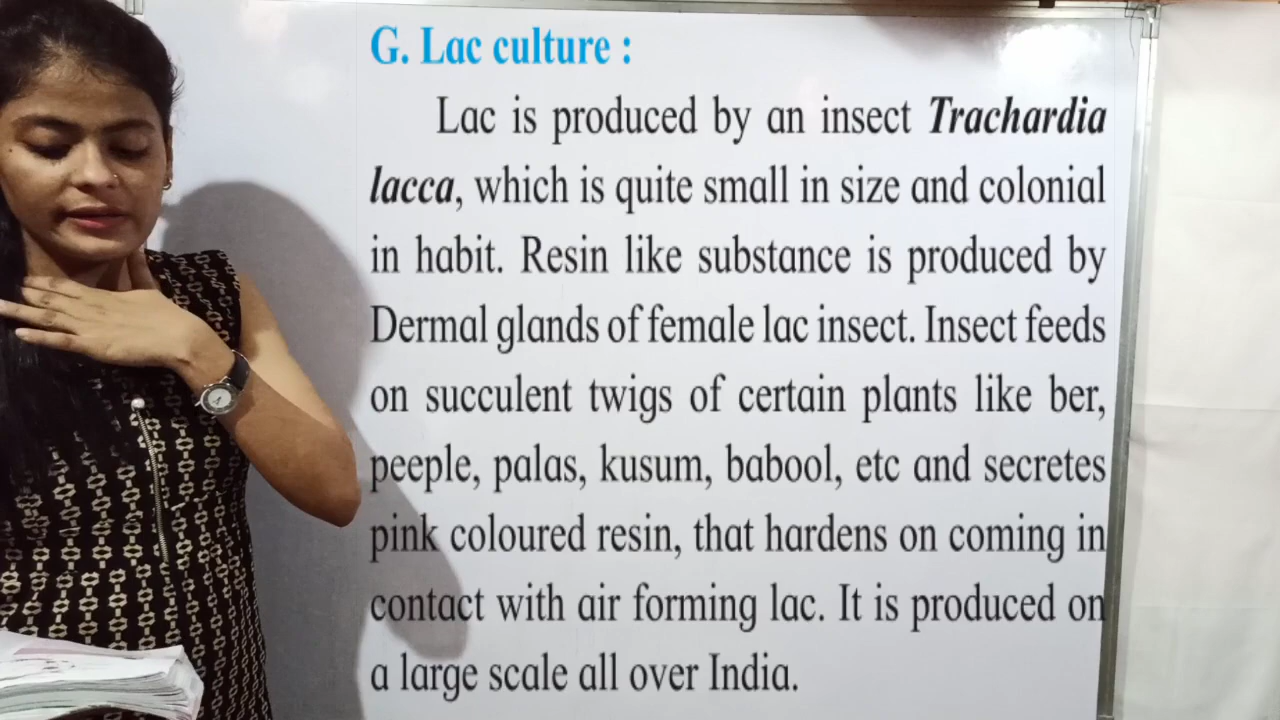 G. Lac culture :
Lac is produced by an insect Trachardia
lacca, which is quite small in size and colonial
in habit. Resin like substance is produced by
Dermal glands of female lac insect. Insect feeds
on succulent twigs of certain plants like ber,
peeple, palas, kusum, babool, etc and secretes
pink coloured resin, that hardens on coming in
contact with air forming lac. It is produced on
a large scale all over India.